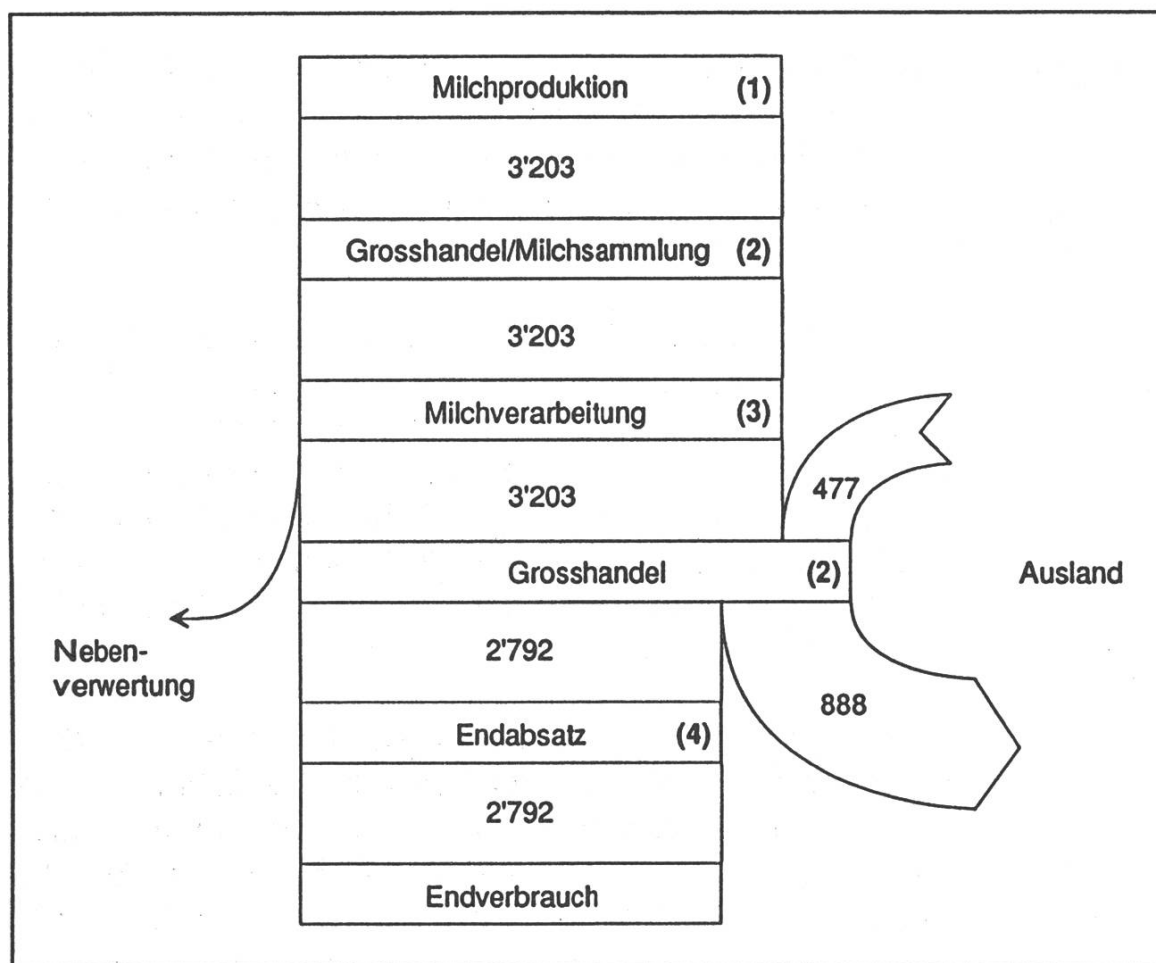 Milchproduktion (1)
3'203
Grosshandel/Milchsammlung (2)
3'203
Milchverarbeitung (3)
3'203
477
Grosshandel (2)
Ausland
Neben-
verwertung
2'792
888
Endabsatz (4)
2'792
Endverbrauch